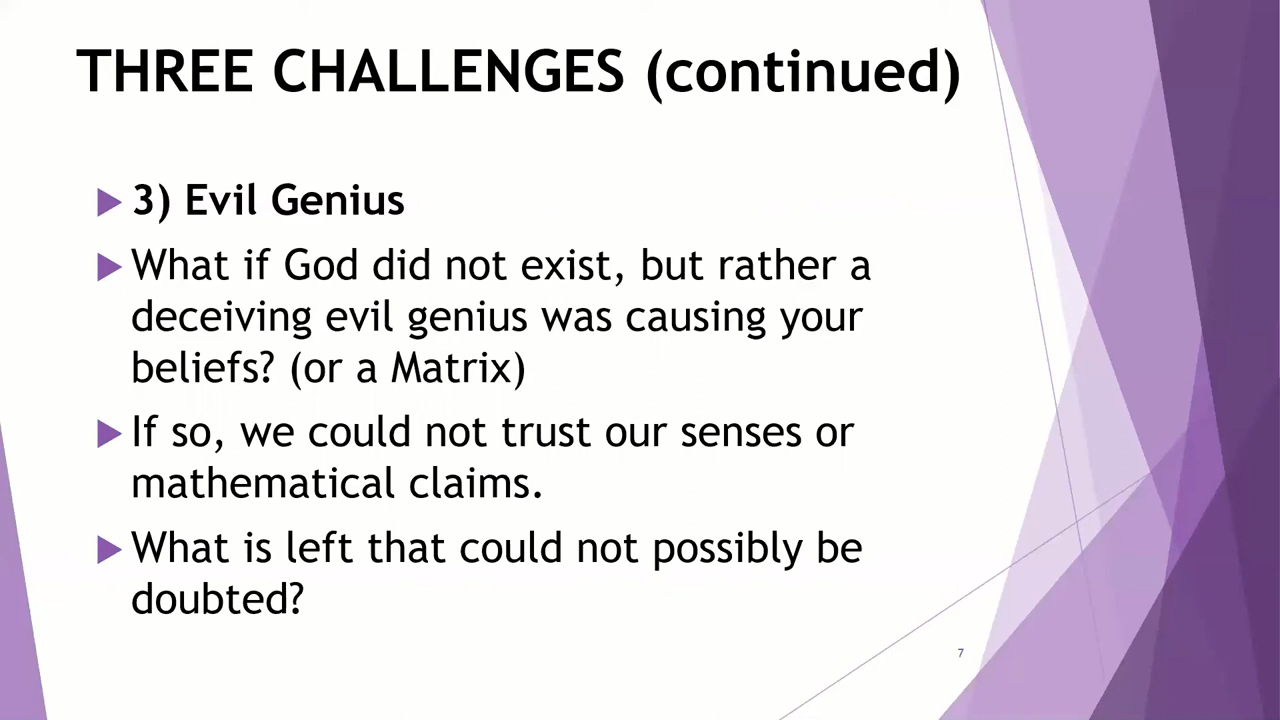 THREE CHALLENGES (continued)
3) Evil Genius
What if God did not exist, but rather a
deceiving evil genius was causing your
beliefs? (or a Matrix)
If so, we could not trust our senses or
mathematical claims.
What is left that could not possibly be
doubted?
7